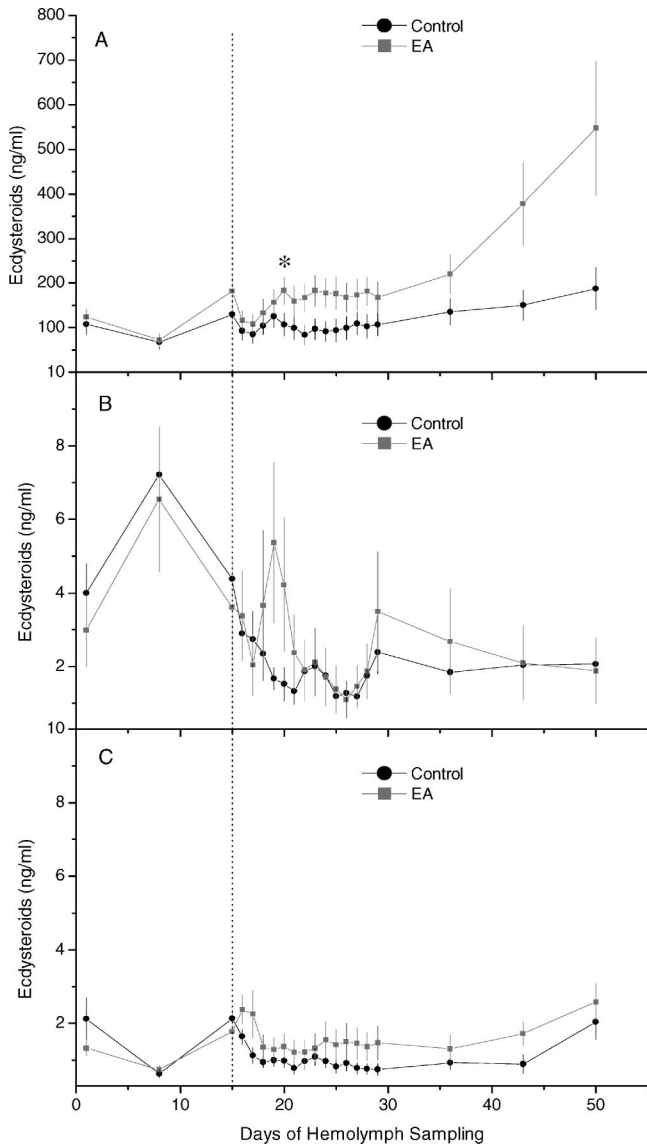 A
Control
EA
Ecdysteroids (ng/ml)
800
700
600
500
400
300
200
100
10
B
Control
EA
Ecdysteroids (ng/ml)
8
6
4
2
10
C
Control
EA
Ecdysteroids (ng/ml)
8
6
4
2
*
0 10 20 30 40 50
Days of Hemolymph Sampling